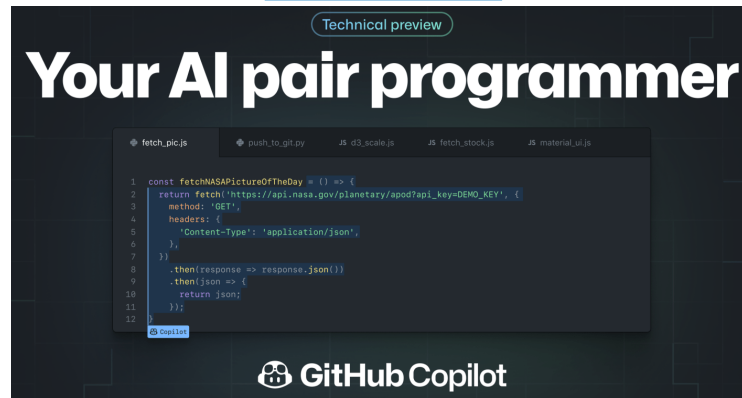 Technical preview
Your AI pair programmer
fetch_pic.js push_to_git.py JS d3_scale.js JS fetch_stock.js JS material_ui.js
1 const fetchNASAPictureOfTheDay = () => {
2 return fetch('https://api.nasa.gov/planetary/apod?api_key=DEMO_KEY', {
3 method: 'GET',
4 headers: {
5 'Content-Type': 'application/json',
6 },
7 })
8 .then(response => response.json())
9 .then(json => {
10 return json;
11 });
12 }
Copilot
GitHub Copilot